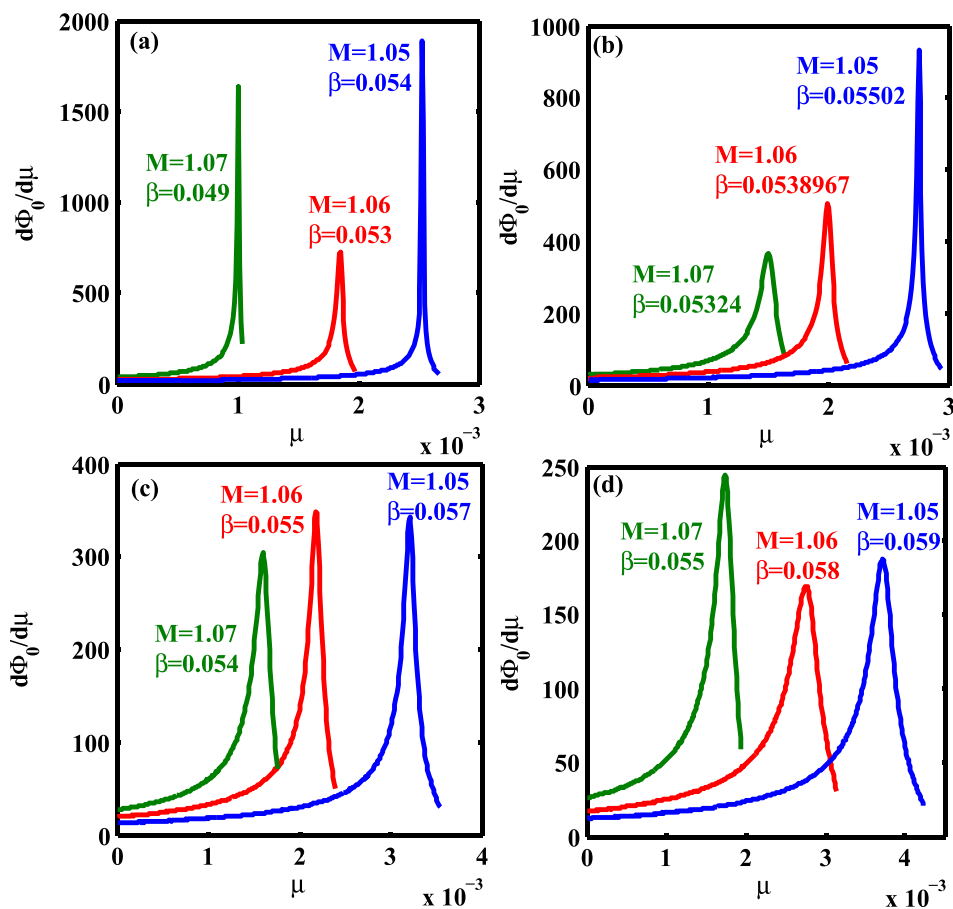 (a)
2000
1500
1000
500
0
dΦ₀/dμ
M=1.05
β=0.054
M=1.07
β=0.049
M=1.06
β=0.053
0 1 2 3
μ
x 10⁻³
(b)
1000
800
600
400
200
0
dΦ₀/dμ
M=1.05
β=0.05502
M=1.06
β=0.0538967
M=1.07
β=0.05324
0 1 2 3
μ
x 10⁻³
(c)
400
300
200
100
0
dΦ₀/dμ
M=1.06
β=0.055
M=1.05
β=0.057
M=1.07
β=0.054
0 1 2 3 4
μ
x 10⁻³
(d)
250
200
150
100
50
0
dΦ₀/dμ
M=1.07
β=0.055
M=1.06
β=0.058
M=1.05
β=0.059
0 1 2 3 4
μ
x 10⁻³